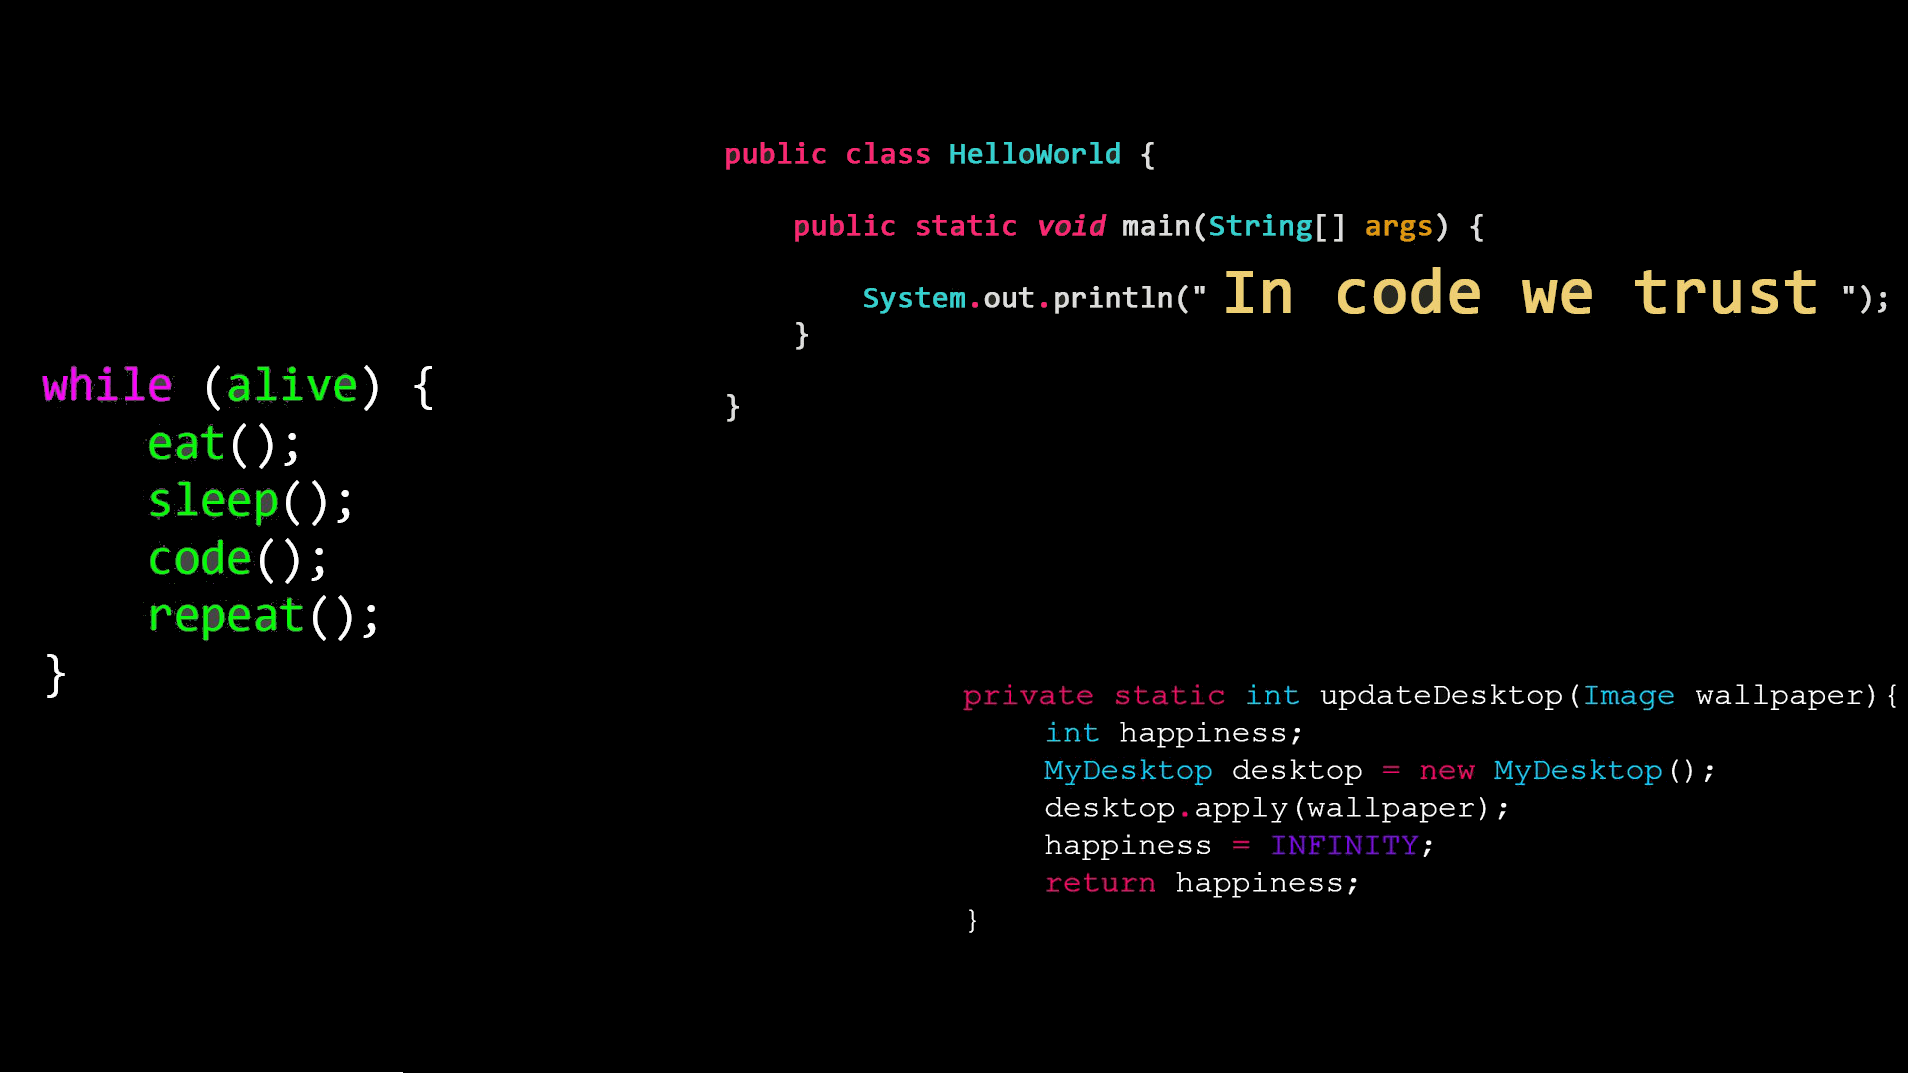 public class HelloWorld {
public static void main(String[] args) {
System.out.println(" In code we trust ");
}
}
while (alive) {
eat();
sleep();
code();
repeat();
}
private static int updateDesktop(Image wallpaper){
int happiness;
MyDesktop desktop = new MyDesktop();
desktop.apply(wallpaper);
happiness = INFINITY;
return happiness;
}